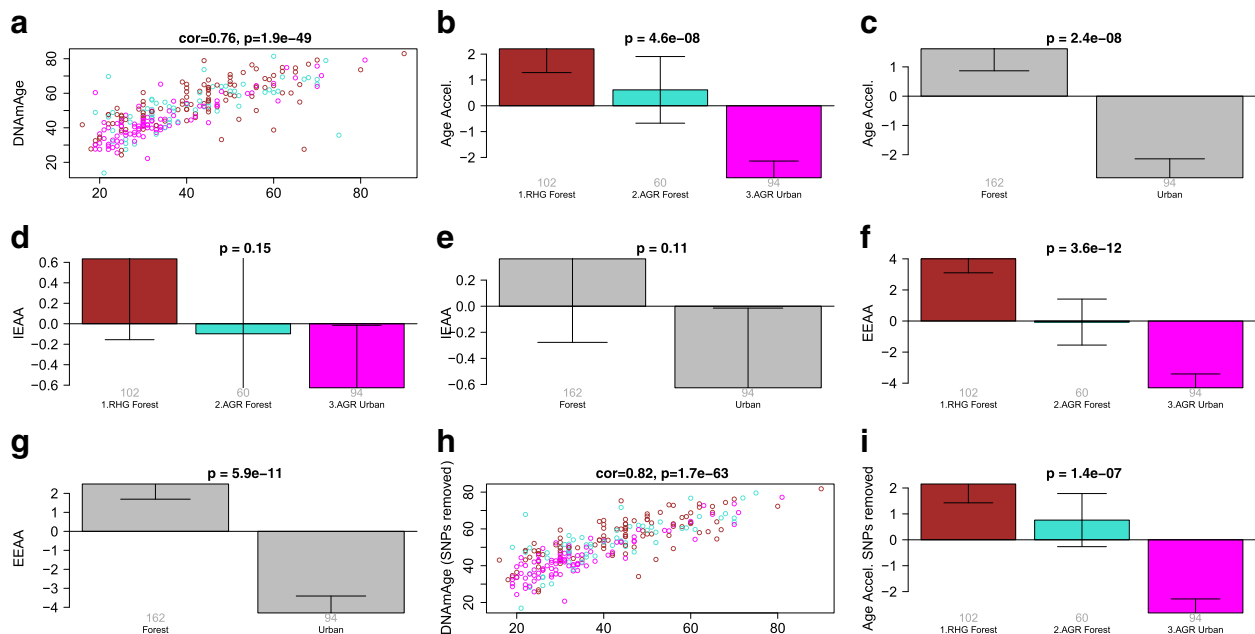 a
cor=0.76, p=1.9e−49
DNAmAge
80
60
40
20
20 40 60 80
b
p = 4.6e−08
Age Accel.
2
1
0
−1
−2
102 60 94
1.RHG Forest 2.AGR Forest 3.AGR Urban
c
p = 2.4e−08
Age Accel.
1
0
−2
162 94
Forest Urban
d
p = 0.15
IEAA
0.6
0.4
0.2
0.0
−0.2
−0.4
−0.6
102 60 94
1.RHG Forest 2.AGR Forest 3.AGR Urban
e
p = 0.11
IEAA
0.2
0.0
−0.2
−0.4
−0.6
162 94
Forest Urban
f
p = 3.6e−12
EEAA
4
2
0
−2
−4
102 60 94
1.RHG Forest 2.AGR Forest 3.AGR Urban
g
p = 5.9e−11
EEAA
2
1
0
−1
−2
−3
−4
162 94
Forest Urban
h
cor=0.82, p=1.7e−63
DNAmAge (SNPs removed)
80
60
40
20
20 40 60 80
i
p = 1.4e−07
Age Accel. SNPs removed
2
1
0
−1
−2
102 60 94
1.RHG Forest 2.AGR Forest 3.AGR Urban